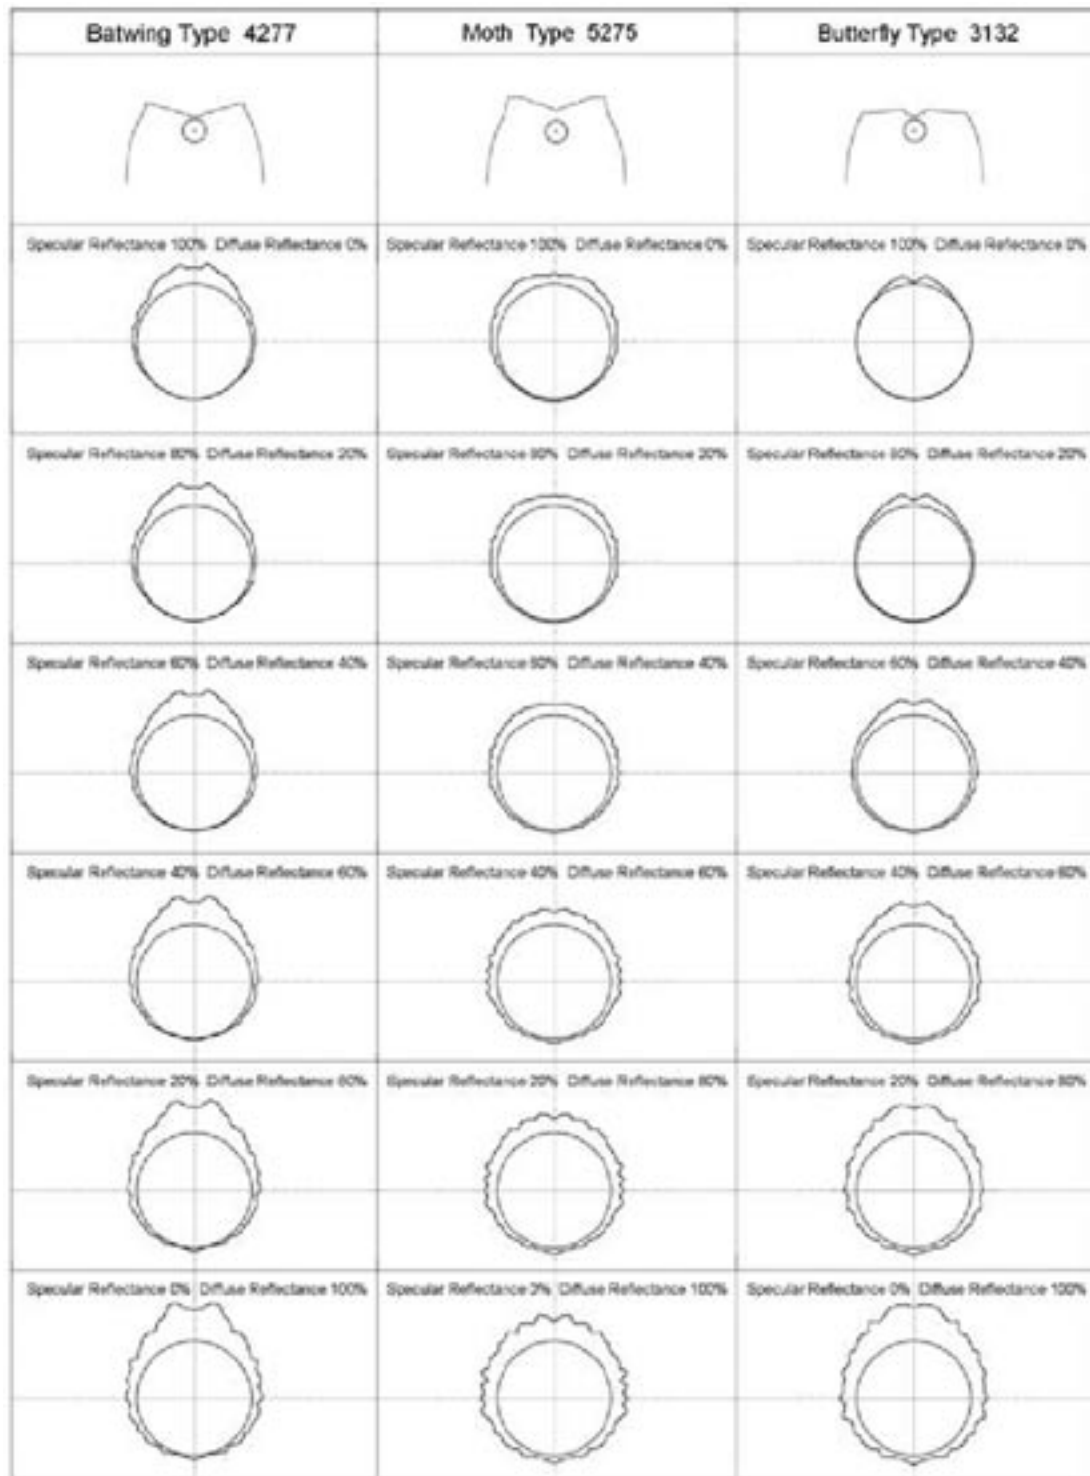 Batwing Type 4277
Moth Type 5275
Butterfly Type 3132
Specular Reflectance 100% Diffuse Reflectance 0%
Specular Reflectance 100% Diffuse Reflectance 0%
Specular Reflectance 100% Diffuse Reflectance 0%
Specular Reflectance 80% Diffuse Reflectance 20%
Specular Reflectance 80% Diffuse Reflectance 20%
Specular Reflectance 80% Diffuse Reflectance 20%
Specular Reflectance 60% Diffuse Reflectance 40%
Specular Reflectance 60% Diffuse Reflectance 40%
Specular Reflectance 60% Diffuse Reflectance 40%
Specular Reflectance 40% Diffuse Reflectance 60%
Specular Reflectance 40% Diffuse Reflectance 60%
Specular Reflectance 40% Diffuse Reflectance 60%
Specular Reflectance 20% Diffuse Reflectance 80%
Specular Reflectance 20% Diffuse Reflectance 80%
Specular Reflectance 20% Diffuse Reflectance 80%
Specular Reflectance 0% Diffuse Reflectance 100%
Specular Reflectance 0% Diffuse Reflectance 100%
Specular Reflectance 0% Diffuse Reflectance 100%